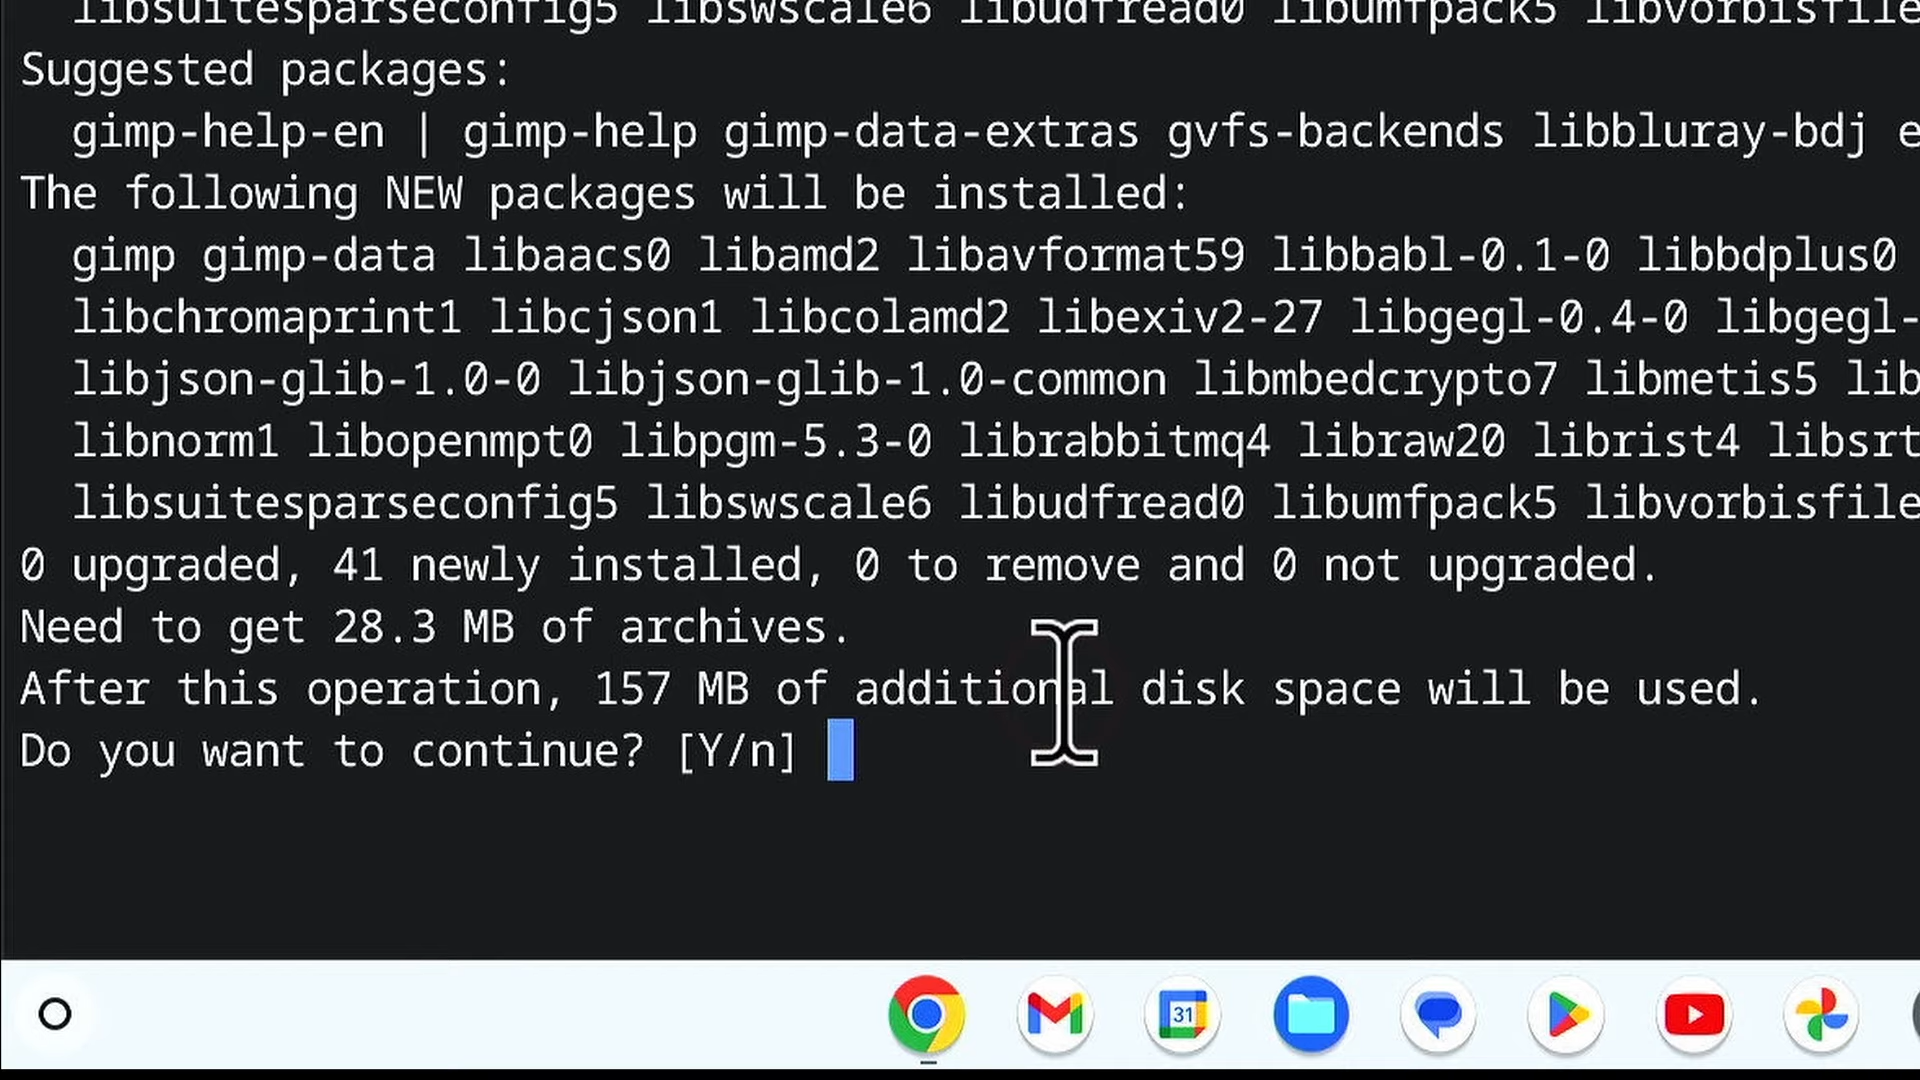 libsuitesparseconfig5 libswscale6 libudfread0 libumfpack5 libvorbisfile
Suggested packages:
gimp-help-en | gimp-help gimp-data-extras gvfs-backends libbluray-bdj e
The following NEW packages will be installed:
gimp gimp-data libaacs0 libamd2 libavformat59 libbabl-0.1-0 libbdplus0
libchromaprint1 libcjson1 libcolamd2 libexiv2-27 libgegl-0.4-0 libgegl-
libjson-glib-1.0-0 libjson-glib-1.0-common libmbedcrypto7 libmetis5 lib
libnorm1 libopenmpt0 libpgm-5.3-0 librabbitmq4 libraw20 librist4 libsrt
libsuitesparseconfig5 libswscale6 libudfread0 libumfpack5 libvorbisfile
0 upgraded, 41 newly installed, 0 to remove and 0 not upgraded.
Need to get 28.3 MB of archives.
After this operation, 157 MB of additional disk space will be used.
Do you want to continue? [Y/n]
31